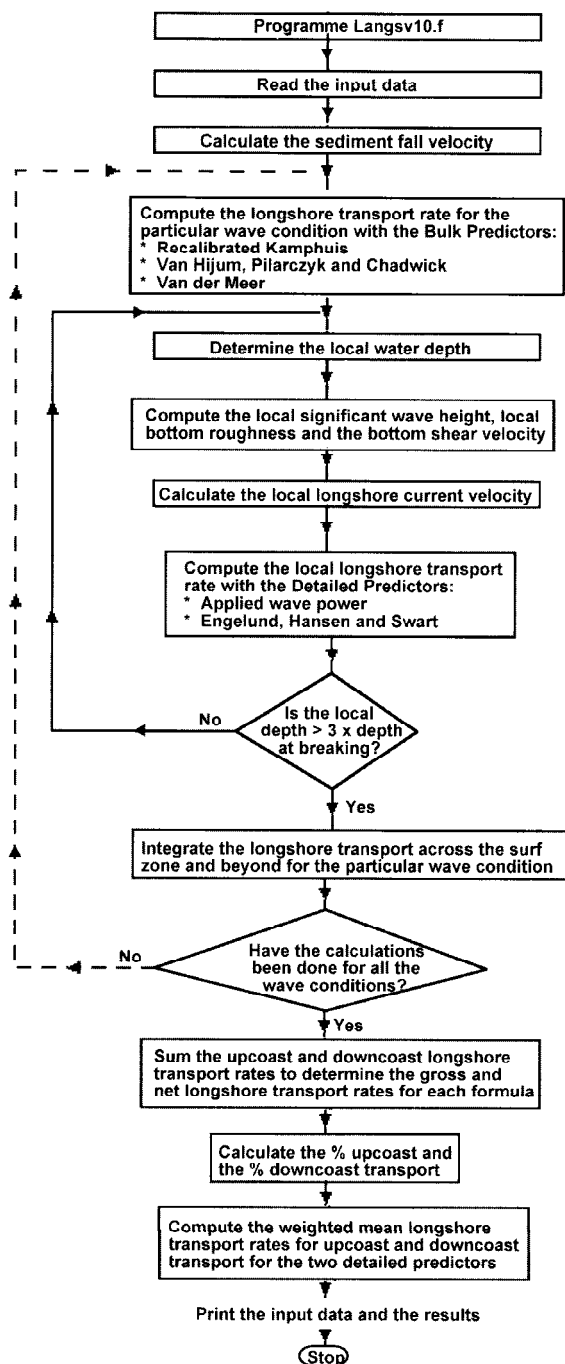 Programme Langsv10.f
Read the input data
Calculate the sediment fall velocity
Compute the longshore transport rate for the
particular wave condition with the Bulk Predictors:
* Recalibrated Kamphuis
* Van Hijum, Pilarczyk and Chadwick
* Van der Meer
Determine the local water depth
Compute the local significant wave height, local
bottom roughness and the bottom shear velocity
Calculate the local longshore current velocity
Compute the local longshore transport
rate with the Detailed Predictors:
* Applied wave power
* Engelund, Hansen and Swart
No
Is the local
depth > 3 x depth
at breaking?
Yes
Integrate the longshore transport across the surf
zone and beyond for the particular wave condition
No
Have the calculations
been done for all the
wave conditions?
Yes
Sum the upcoast and downcoast longshore
transport rates to determine the gross and
net longshore transport rates for each formula
Calculate the % upcoast and
the % downcoast transport
Compute the weighted mean longshore
transport rates for upcoast and downcoast
transport for the two detailed predictors
Print the input data and the results
Stop